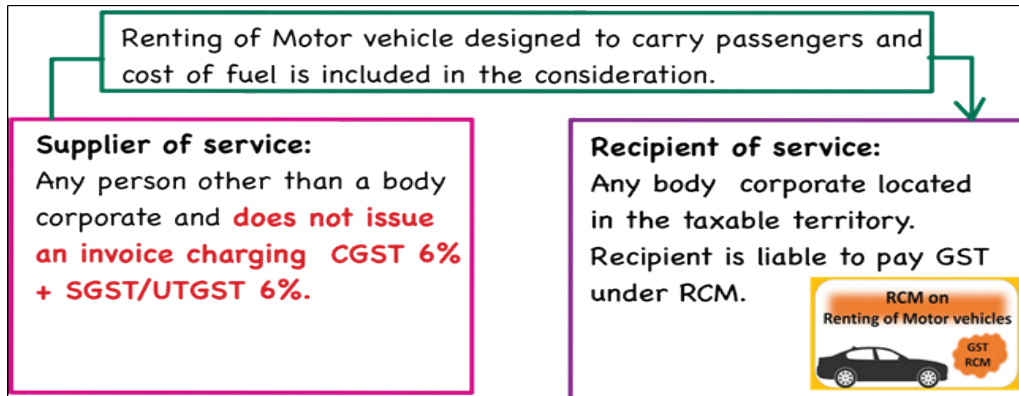 Renting of Motor vehicle designed to carry passengers and
cost of fuel is included in the consideration.
Supplier of service:
Any person other than a body
corporate and does not issue
an invoice charging CGST 6%
+ SGST/UTGST 6%.
Recipient of service:
Any body corporate located
in the taxable territory.
Recipient is liable to pay GST
under RCM.
RCM on
Renting of Motor vehicles
GST
RCM